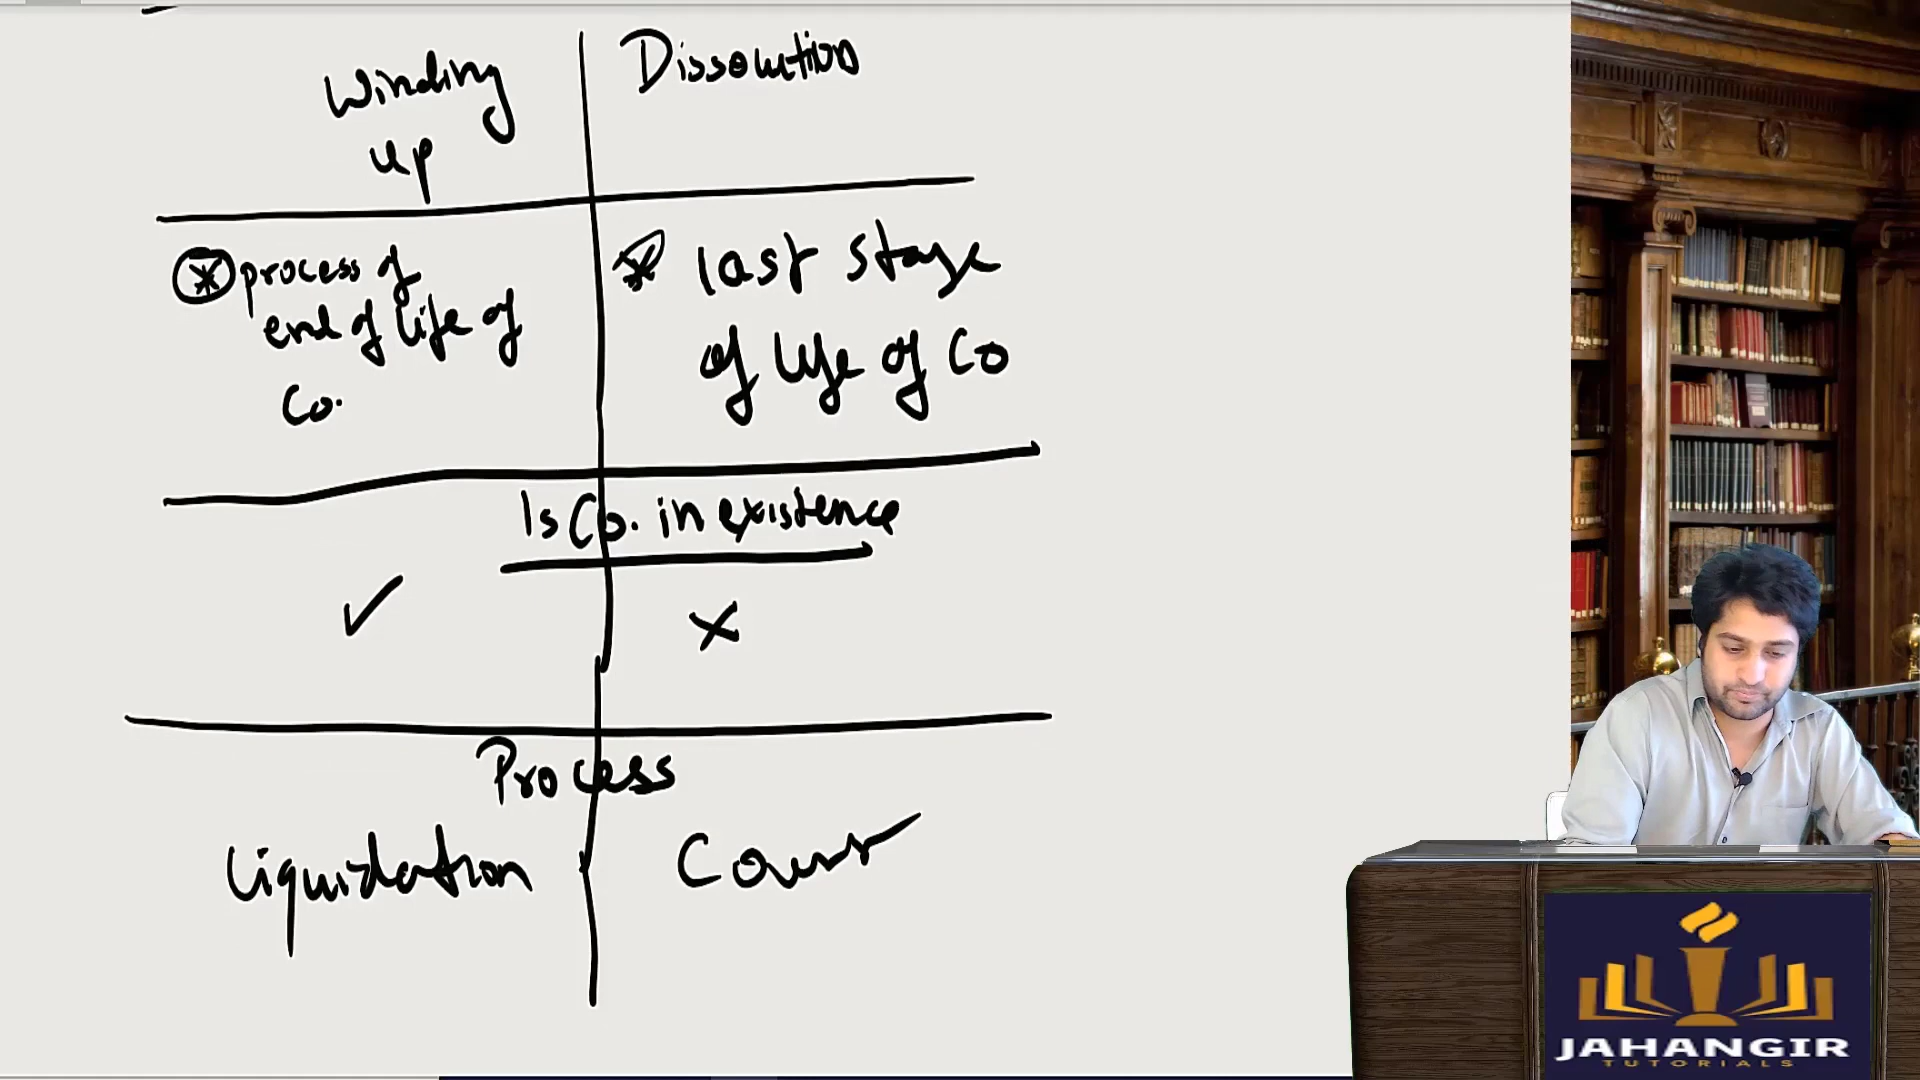 Winding
up
Dissolution
process of
end of life of
Co.
last stage
of life of Co
Is Co. in existence
Process
Liquidation
Court
JAHANGIR
TUTORIALS